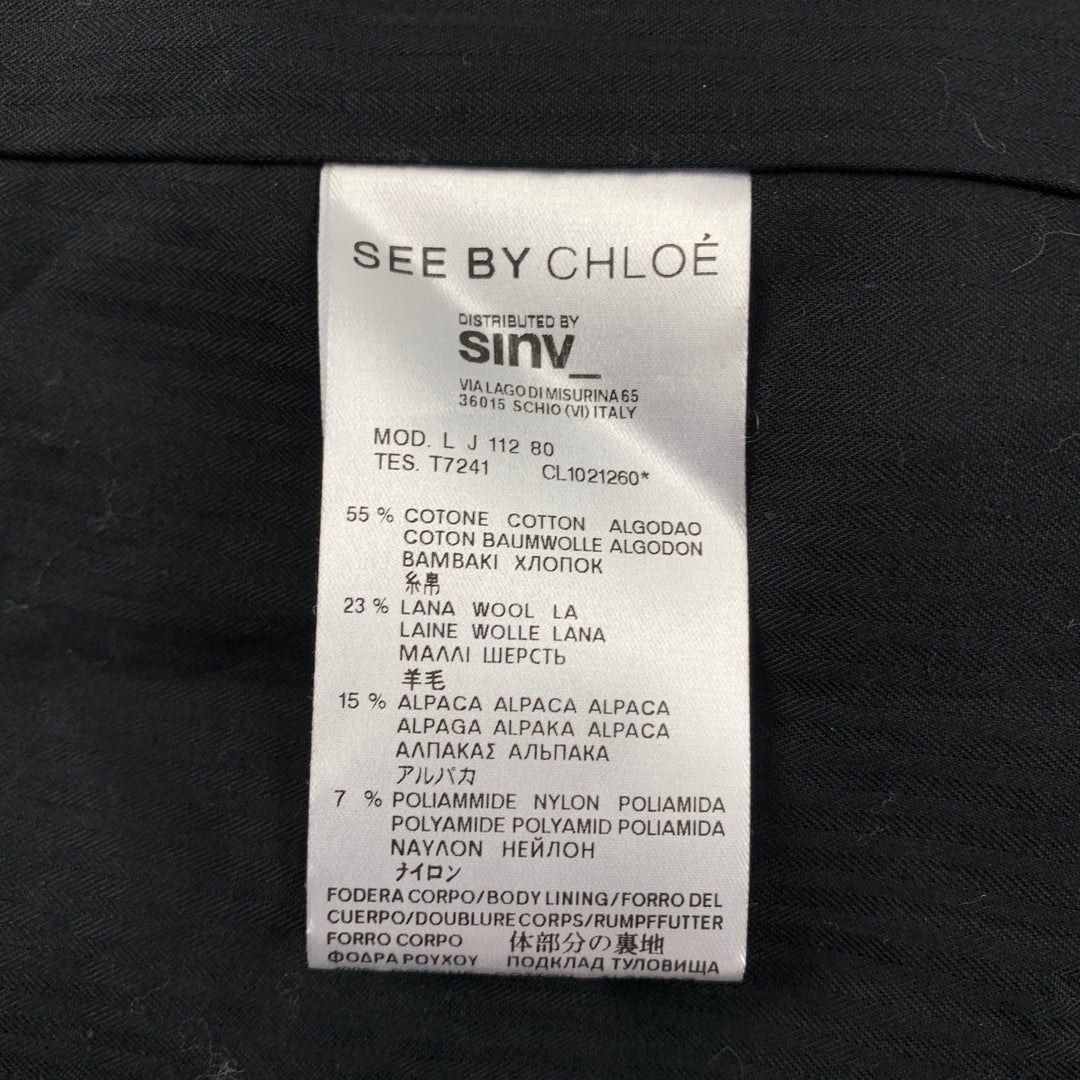 SEE BY CHLOÉ
DISTRIBUTED BY
sinv_
VIA LAGO DI MISURINA 65
36015 SCHIO (VI) ITALY
MOD. L J 112 80
TES. T7241 CL1021260*
55 % COTONE COTTON ALGODAO
COTON BAUMWOLLE ALGODON
ΒΑΜΒΑΚΙ ХЛОПОК
糸帛
23 % LANA WOOL LA
LAINE WOLLE LANA
ΜΑΛΛΙ ШЕРСТЬ
羊毛
15 % ALPACA ALPACA ALPACA
ALPAGA ALPAKA ALPACA
ΑΛΠΑΚΑΣ АЛЬПАКА
アルパカ
7 % POLIAMMIDE NYLON POLIAMIDA
POLYAMIDE POLYAMID POLIAMIDA
ΝΑΥΛΟΝ НЕЙЛОН
ナイロン
FODERA CORPO/BODY LINING/FORRO DEL
CUERPO/DOUBLURE CORPS/RUMPFFUTTER
FORRO CORPO 体部分の裏地
ΦΟΔΡΑ ΡΟΥΧΟΥ ПОДКЛАД ТУЛОВИЩА